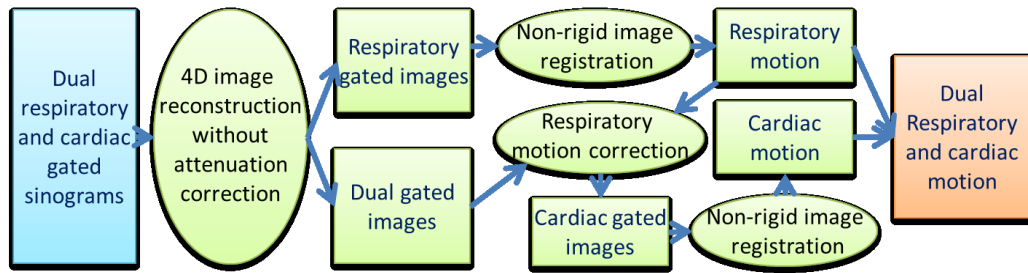 Dual
respiratory
and cardiac
gated
sinograms
4D image
reconstruction
without
attenuation
correction
Respiratory
gated images
Non-rigid image
registration
Respiratory
motion
Dual gated
images
Respiratory
motion correction
Cardiac gated
images
Non-rigid image
registration
Cardiac
motion
Dual
Respiratory
and cardiac
motion